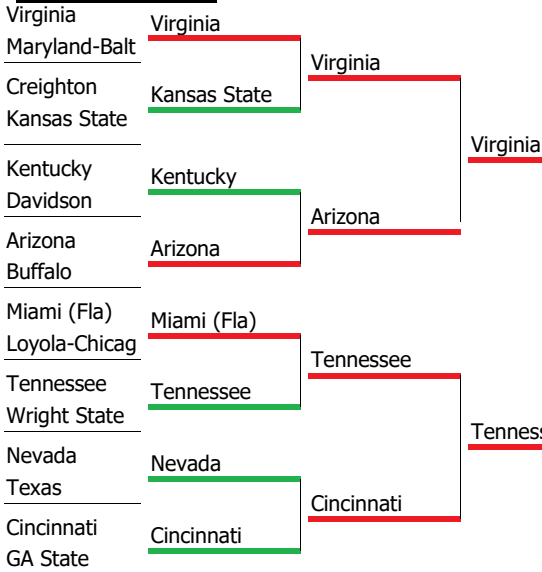 Virginia
Maryland-Balt
Creighton
Kansas State
Kentucky
Davidson
Arizona
Buffalo
Miami (Fla)
Loyola-Chicag
Tennessee
Wright State
Nevada
Texas
Cincinnati
GA State
Virginia
Kansas State
Kentucky
Arizona
Miami (Fla)
Tennessee
Nevada
Cincinnati
Virginia
Arizona
Tennessee
Cincinnati
Virginia
Tenness